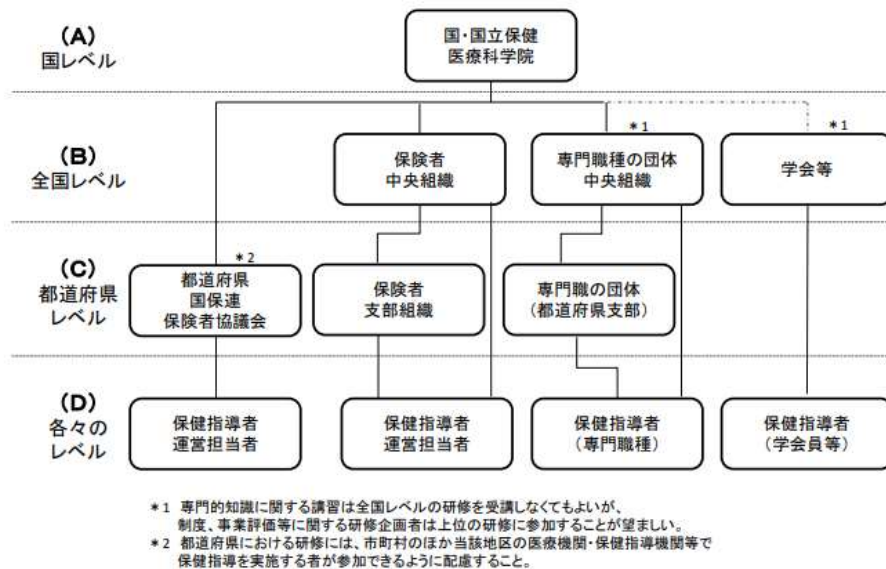 (A)
国レベル
国・国立保健
医療科学院
(B)
全国レベル
保険者
中央組織
*1
専門職種の団体
中央組織
*1
学会等
(C)
都道府県
レベル
*2
都道府県
国保連
保険者協議会
保険者
支部組織
専門職の団体
(都道府県支部)
(D)
各々の
レベル
保健指導者
運営担当者
保健指導者
運営担当者
保健指導者
(専門職種)
保健指導者
(学会員等)
*1 専門的知識に関する講習は全国レベルの研修を受講しなくてもよいが、
制度、事業評価等に関する研修企画者は上位の研修に参加することが望ましい。
*2 都道府県における研修には、市町村のほか当該地区の医療機関・保健指導機関等で
保健指導を実施する者が参加できるように配慮すること。